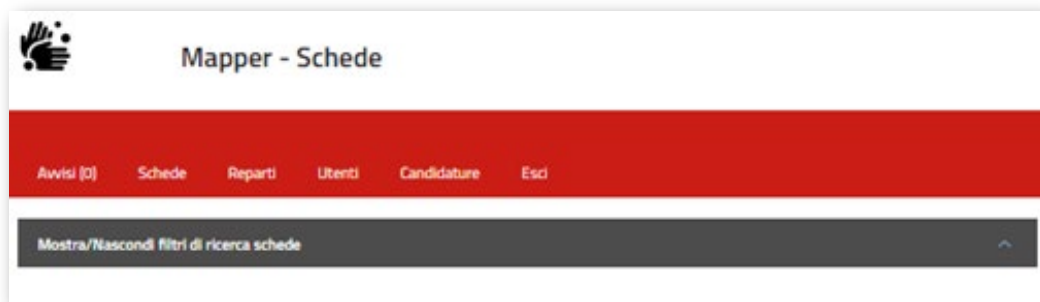 Mapper - Schede
Avvisi (0) Schede Reparti Utenti Candidature Esci
Mostra/Nascondi filtri di ricerca schede